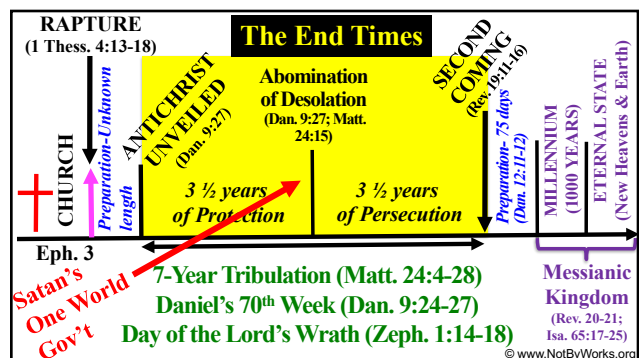 RAPTURE
(1 Thess. 4:13-18)
The End Times
CHURCH
Preparation-Unknown
length
ANTICHRIST
UNVEILED
(Dan. 9:27)
Abomination
of Desolation
(Dan. 9:27; Matt.
24:15)
SECOND
COMING
(Rev. 19:11-16)
Preparation- 75 days
(Dan. 12:11-12)
MILLENNIUM
(1000 YEARS)
ETERNAL STATE
(New Heavens & Earth)
3 ½ years
of Protection
3 ½ years
of Persecution
Eph. 3
Satan's
One World
Gov't
7-Year Tribulation (Matt. 24:4-28)
Daniel's 70th Week (Dan. 9:24-27)
Day of the Lord's Wrath (Zeph. 1:14-18)
Messianic
Kingdom
(Rev. 20-21;
Isa. 65:17-25)
© www.NotByWorks.org